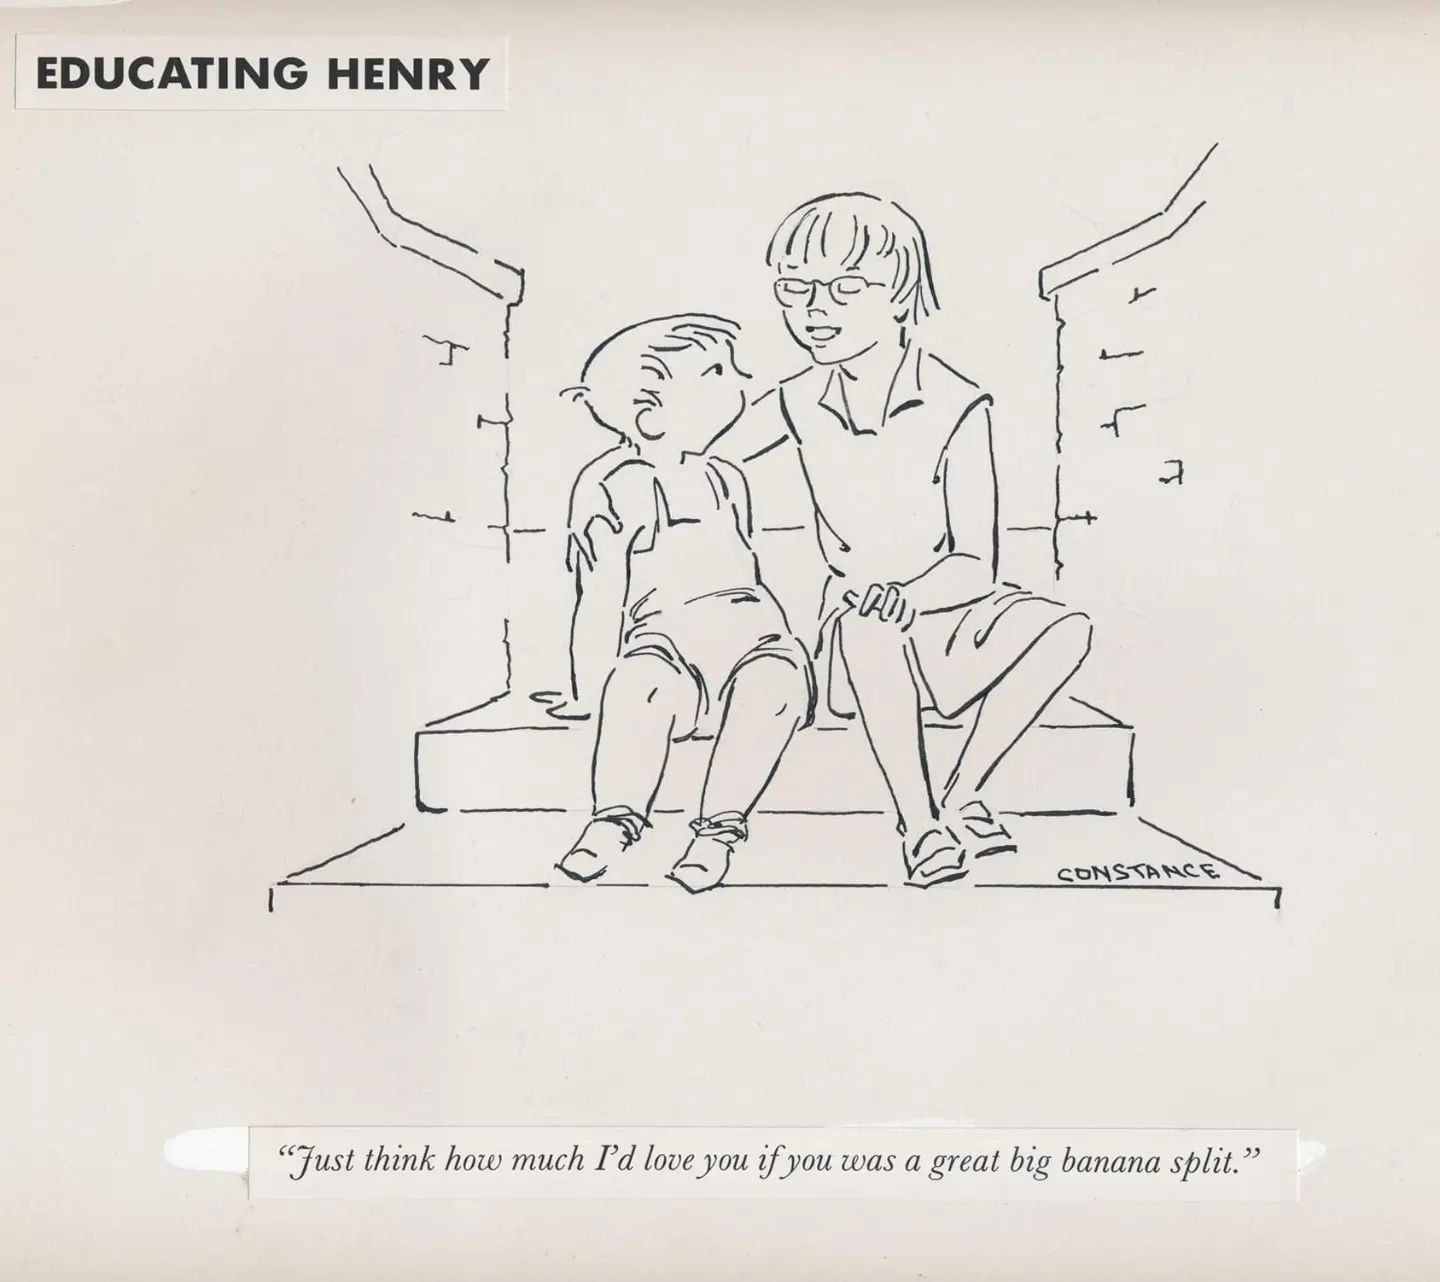 EDUCATING HENRY
CONSTANCE
“Just think how much I’d love you if you was a great big banana split.”